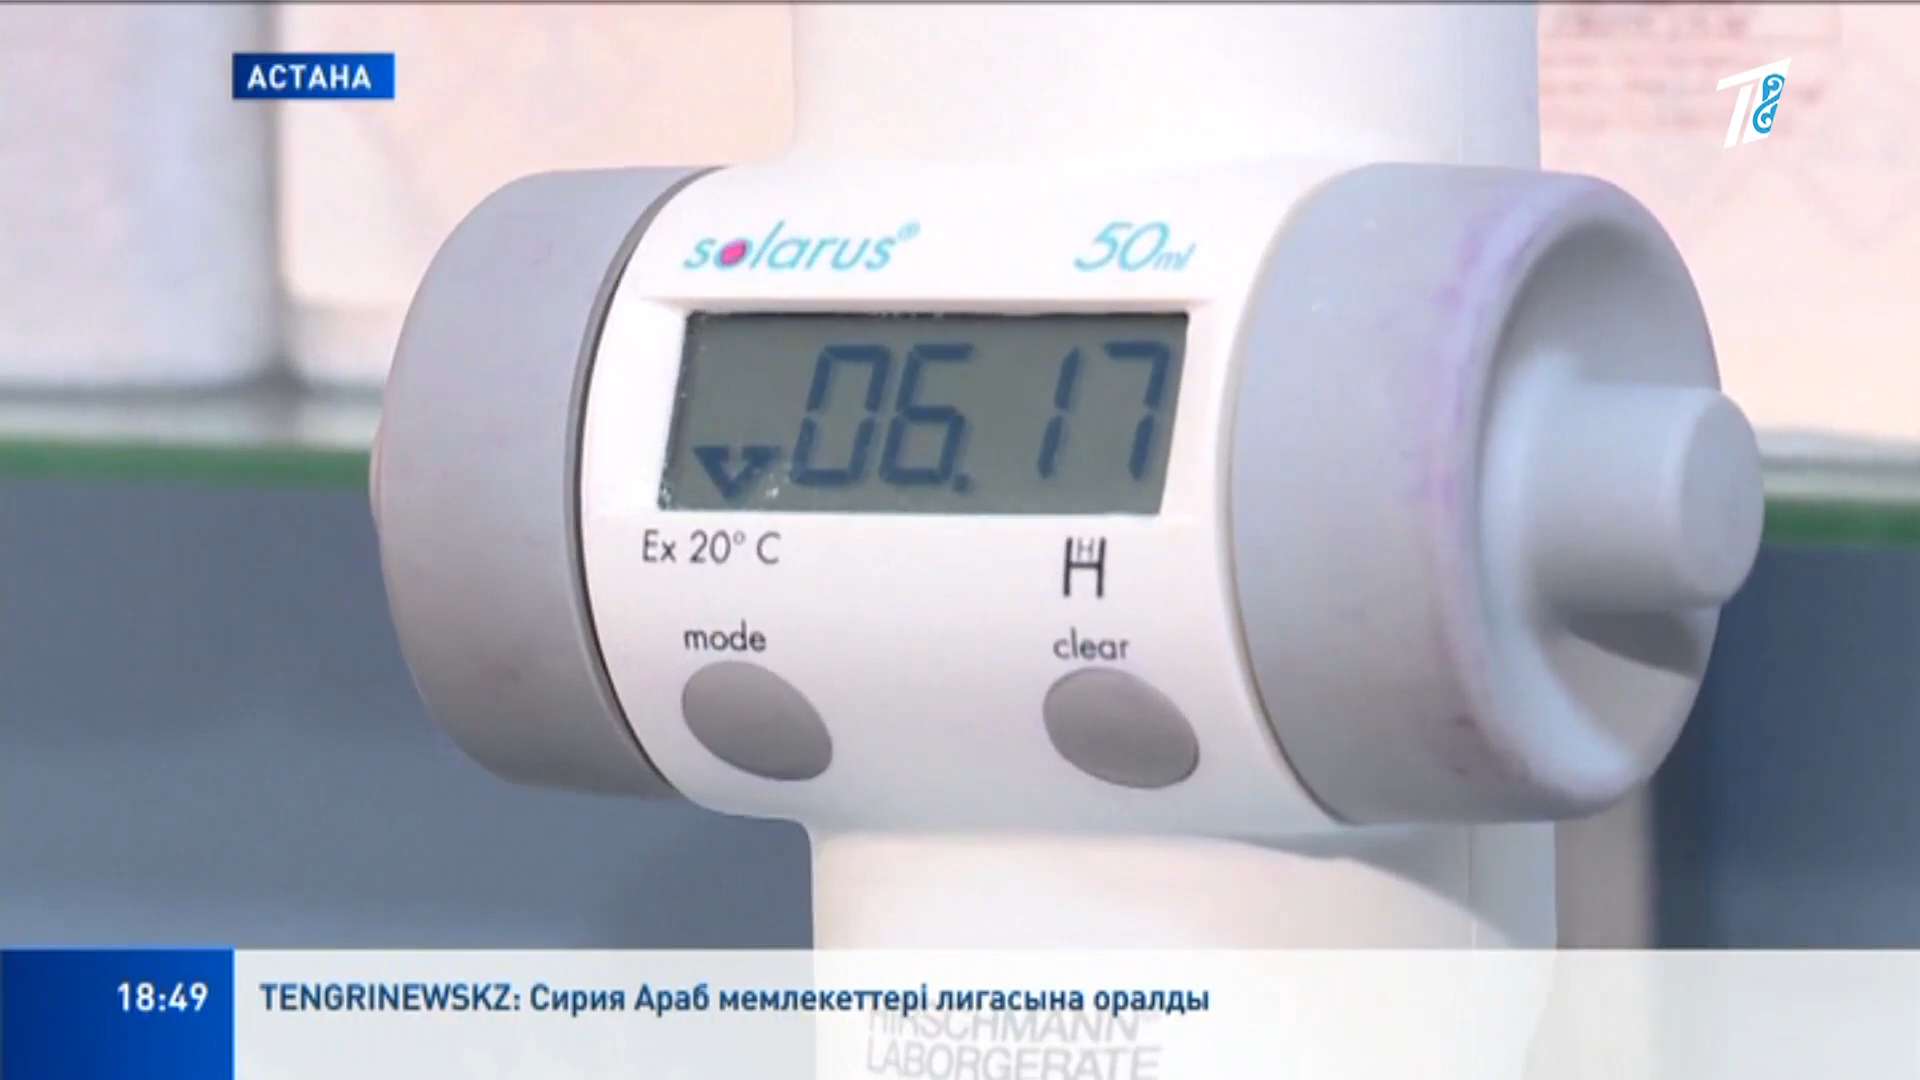 АСТАНА
solarus®
50ml
06.17
Ex 20° C
H
mode
clear
18:49
TENGRINEWSKZ: Сирия Араб мемлекеттері лигасына оралды
HIRSCHMANN
LABORGERÄTE